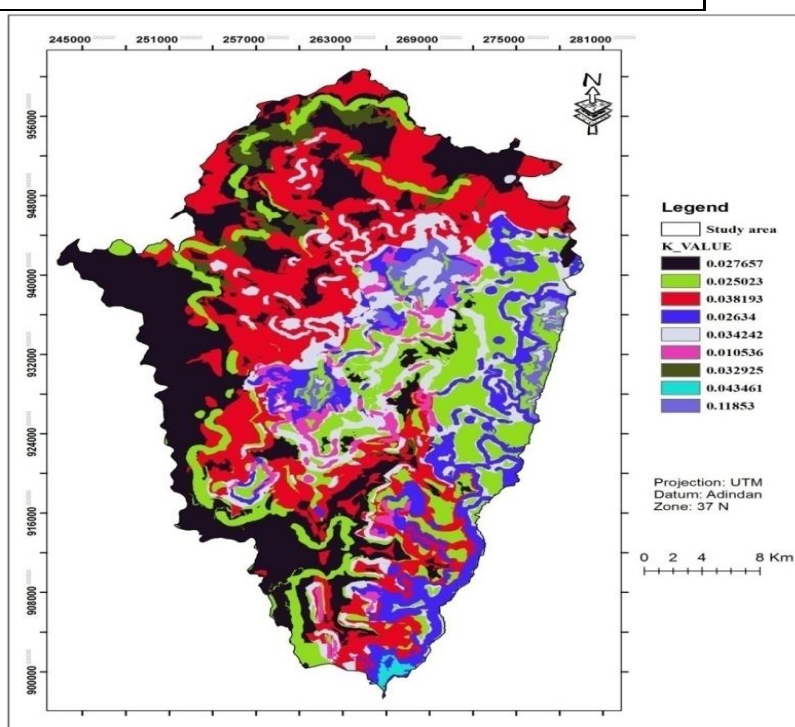 245000 251000 257000 263000 269000 275000 281000
N
956000
948000
940000
932000
924000
916000
908000
900000
Legend
Study area
K_VALUE
0.027657
0.025023
0.038193
0.02634
0.034242
0.010536
0.032925
0.043461
0.11853
Projection: UTM
Datum: Adindan
Zone: 37 N
0 2 4 8 Km